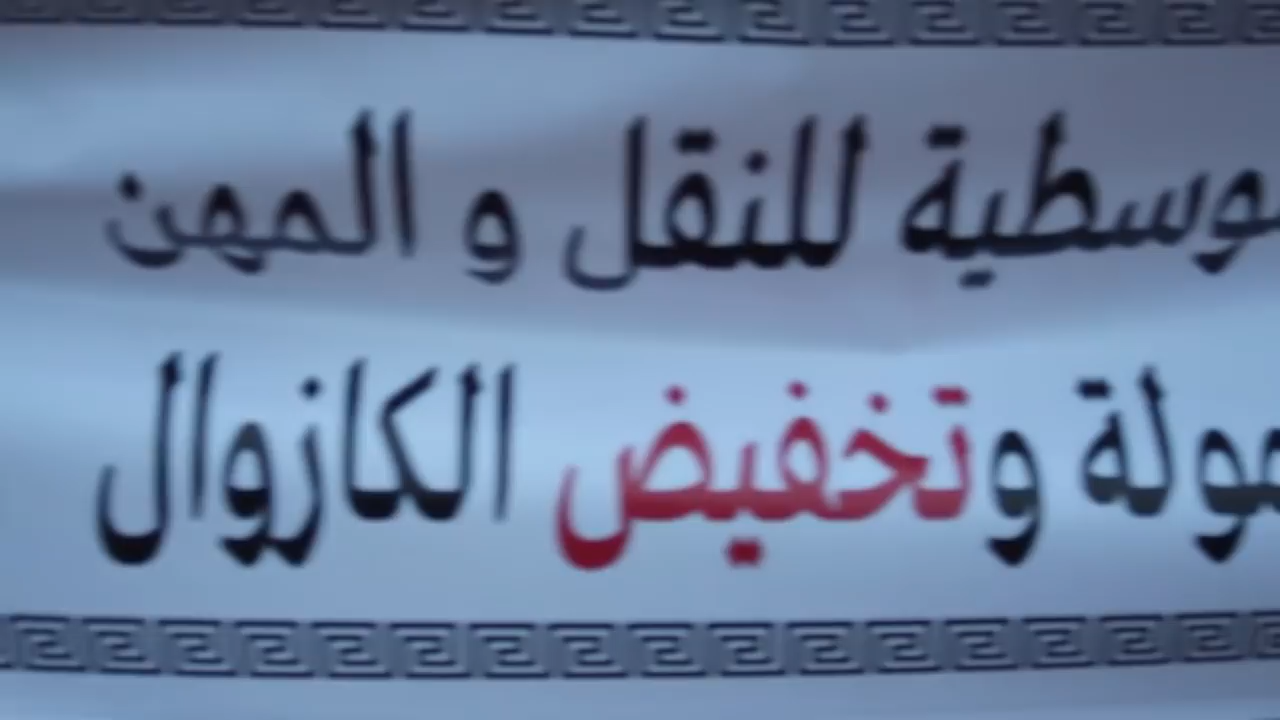 وسطية للنقل و المهن
مولة وتخفيض الكازوال